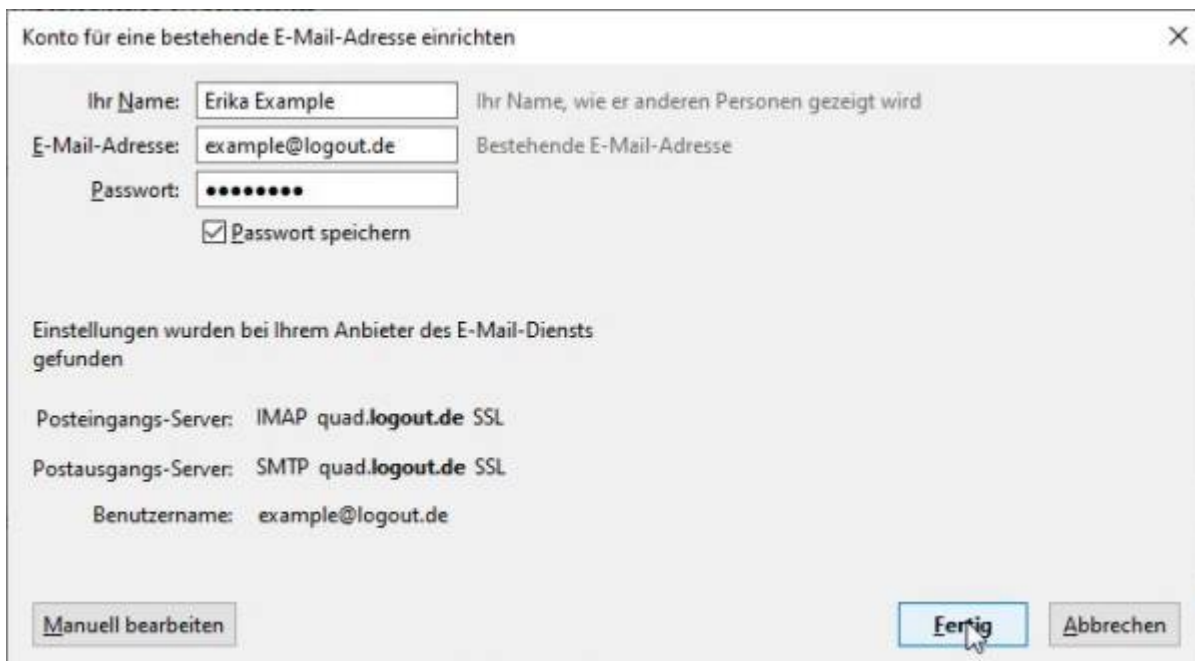 Konto für eine bestehende E-Mail-Adresse einrichten
Ihr Name: Erika Example Ihr Name, wie er anderen Personen gezeigt wird
E-Mail-Adresse: example@logout.de Bestehende E-Mail-Adresse
Passwort: ●●●●●●●●
Passwort speichern
Einstellungen wurden bei Ihrem Anbieter des E-Mail-Diensts
gefunden
Posteingangs-Server: IMAP quad.logout.de SSL
Postausgangs-Server: SMTP quad.logout.de SSL
Benutzername: example@logout.de
Manuell bearbeiten Fertig Abbrechen